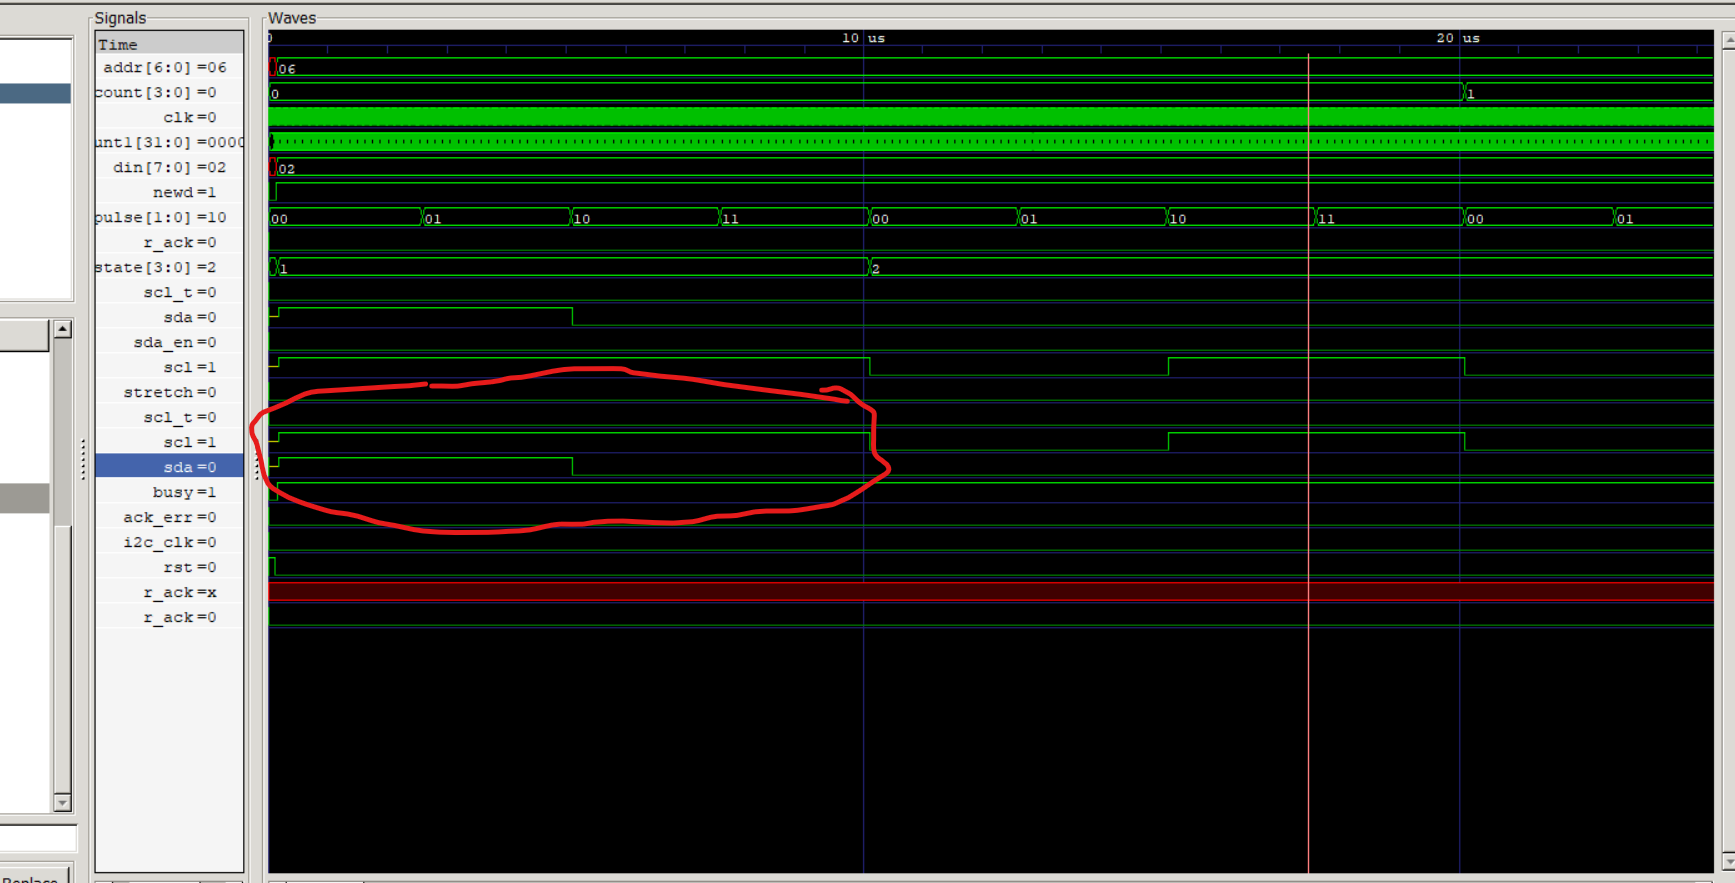 Signals
Waves
Time
0 10 us 20 us
addr[6:0] =06 06
count[3:0] =0 0 1
clk=0
unt1[31:0] =0000
din[7:0] =02 02
newd=1
pulse[1:0] =10 00 01 10 11 00 01 10 11 00 01
r_ack=0
state[3:0] =2 1 2
scl_t=0
sda=0
sda_en=0
scl=1
stretch=0
scl_t=0
scl=1
sda=0
busy=1
ack_err=0
i2c_clk=0
rst=0
r_ack=x
r_ack=0
Replace